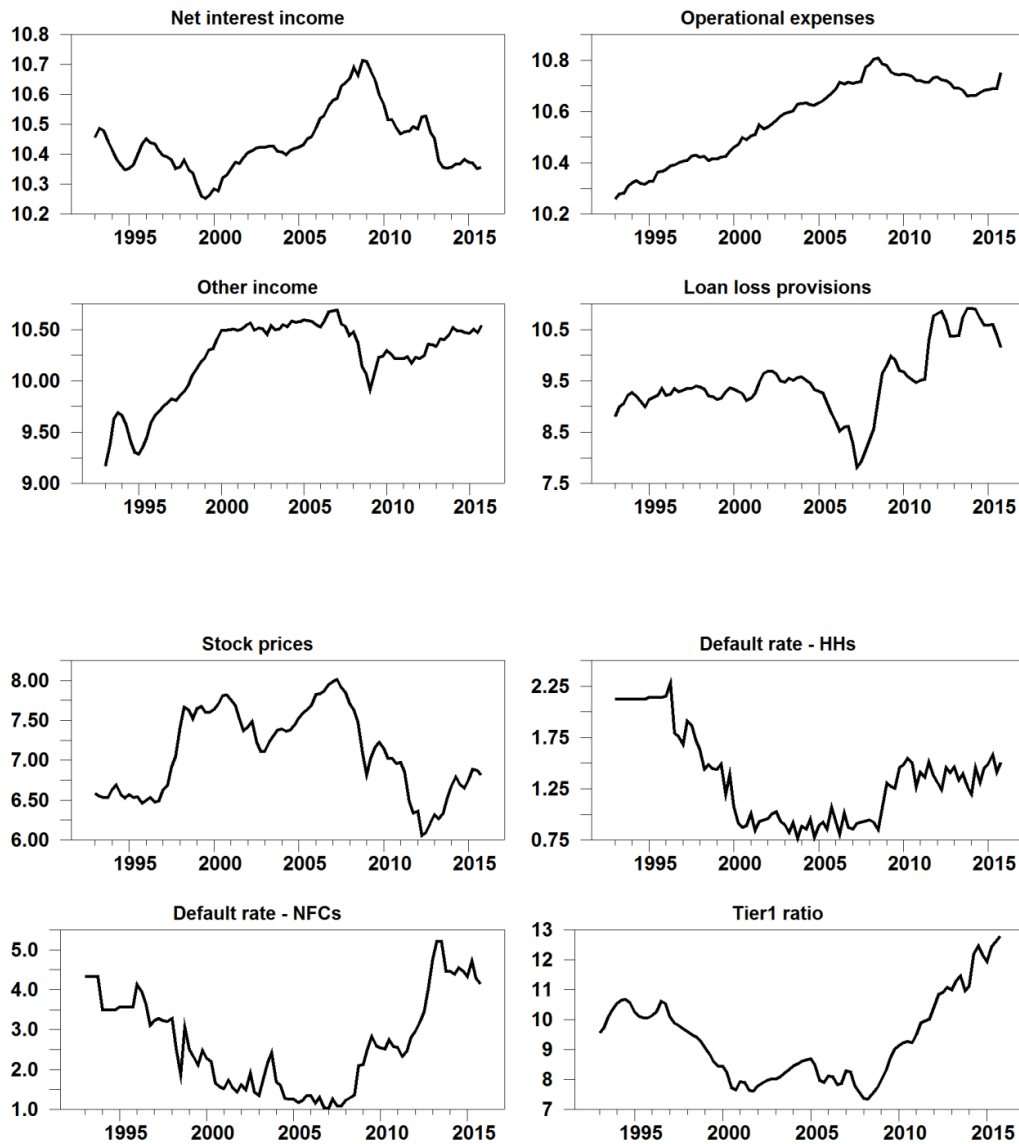 Net interest income
10.8
10.7
10.6
10.5
10.4
10.3
10.2
1995 2000 2005 2010 2015
Operational expenses
10.8
10.6
10.4
10.2
1995 2000 2005 2010 2015
Other income
10.50
10.00
9.50
9.00
1995 2000 2005 2010 2015
Loan loss provisions
10.5
9.5
8.5
7.5
1995 2000 2005 2010 2015
Stock prices
8.00
7.50
7.00
6.50
6.00
1995 2000 2005 2010 2015
Default rate - HHs
2.25
1.75
1.25
0.75
1995 2000 2005 2010 2015
Default rate - NFCs
5.0
4.0
3.0
2.0
1.0
1995 2000 2005 2010 2015
Tier1 ratio
13
12
11
10
9
8
7
1995 2000 2005 2010 2015